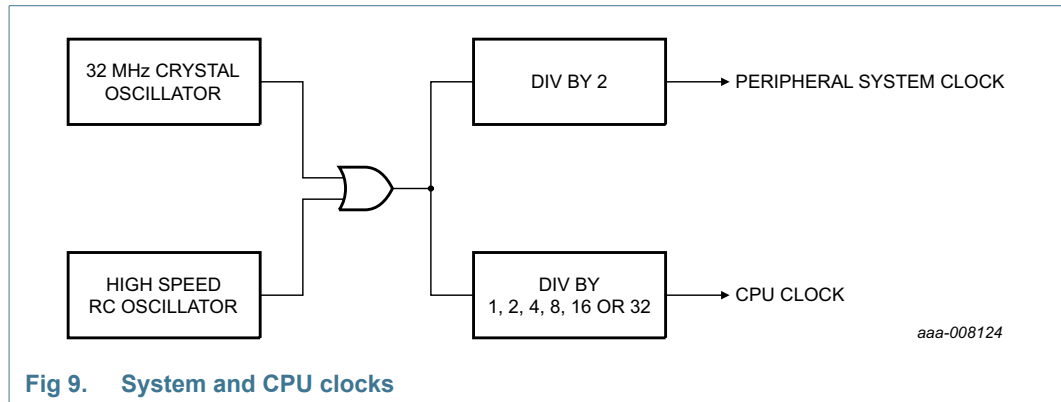 32 MHz CRYSTAL
OSCILLATOR
DIV BY 2
PERIPHERAL SYSTEM CLOCK
HIGH SPEED
RC OSCILLATOR
DIV BY
1, 2, 4, 8, 16 OR 32
CPU CLOCK
aaa-008124
Fig 9. System and CPU clocks